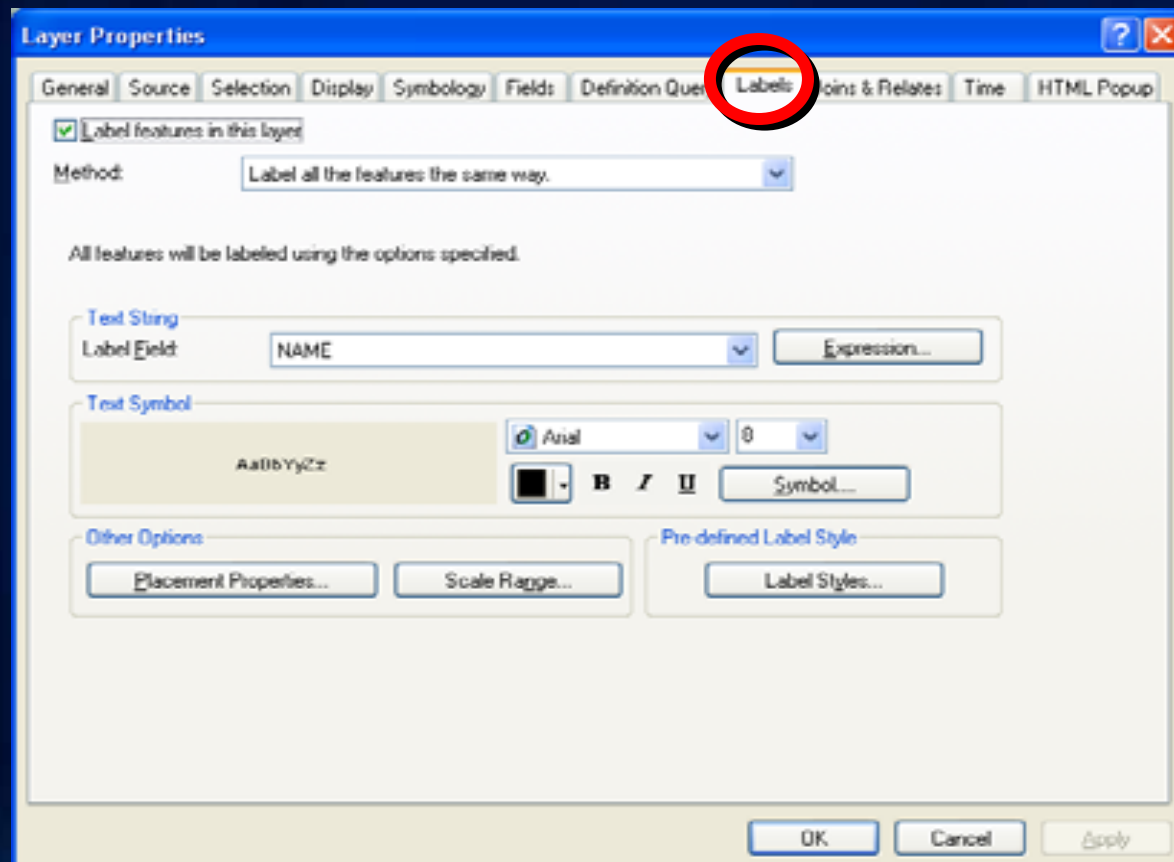 Layer Properties
General Source Selection Display Symbology Fields Definition Quer Labels oins & Relates Time HTML Popup
Label features in this layer
Method: Label all the features the same way.
All features will be labeled using the options specified.
Text String
Label Field: NAME Expression...
Text Symbol
AaBbYyZz Arial 8
B I U Symbol...
Other Options Pre-defined Label Style
Placement Properties... Scale Range... Label Styles...
OK Cancel Apply